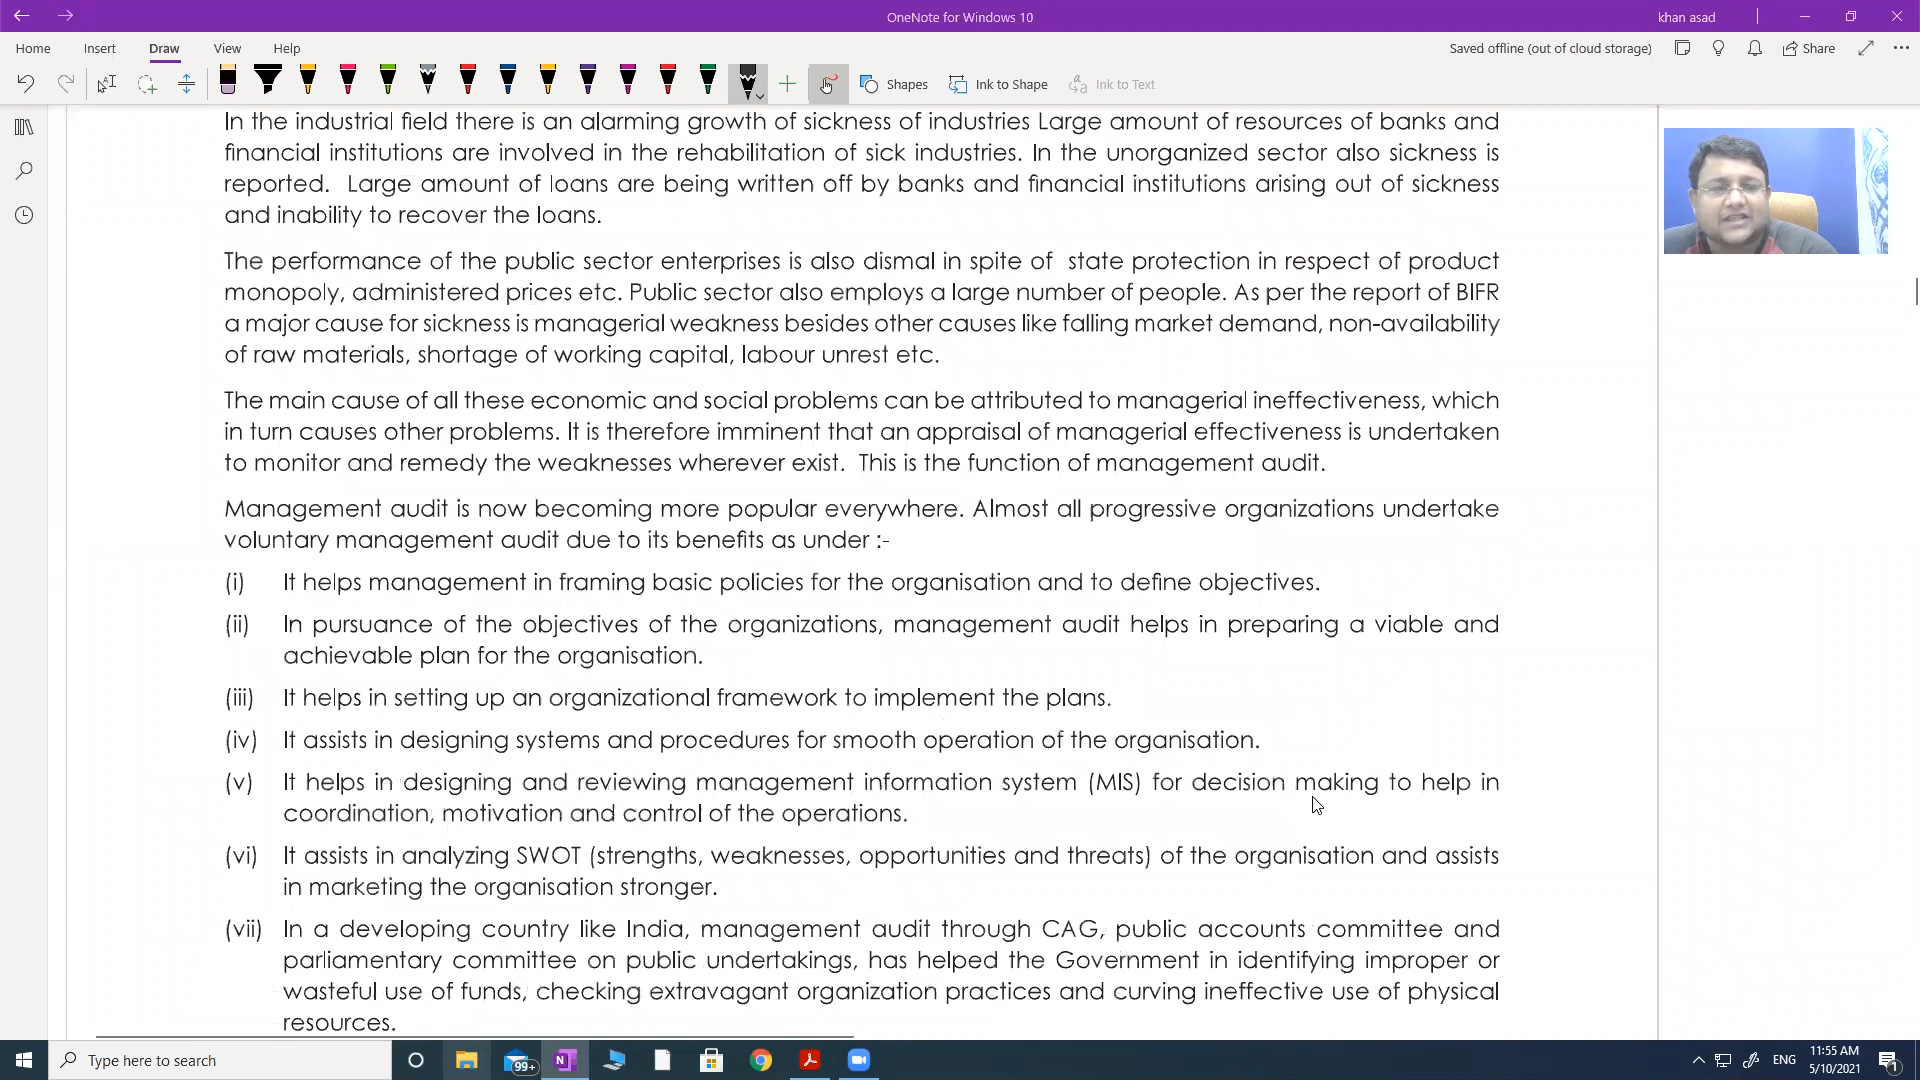 OneNote for Windows 10
khan asad
Home Insert Draw View Help
Saved offline (out of cloud storage)
Share
Shapes
Ink to Shape
Ink to Text
In the industrial field there is an alarming growth of sickness of industries Large amount of resources of banks and
financial institutions are involved in the rehabilitation of sick industries. In the unorganized sector also sickness is
reported. Large amount of loans are being written off by banks and financial institutions arising out of sickness
and inability to recover the loans.
The performance of the public sector enterprises is also dismal in spite of state protection in respect of product
monopoly, administered prices etc. Public sector also employs a large number of people. As per the report of BIFR
a major cause for sickness is managerial weakness besides other causes like falling market demand, non-availability
of raw materials, shortage of working capital, labour unrest etc.
The main cause of all these economic and social problems can be attributed to managerial ineffectiveness, which
in turn causes other problems. It is therefore imminent that an appraisal of managerial effectiveness is undertaken
to monitor and remedy the weaknesses wherever exist. This is the function of management audit.
Management audit is now becoming more popular everywhere. Almost all progressive organizations undertake
voluntary management audit due to its benefits as under :-
(i) It helps management in framing basic policies for the organisation and to define objectives.
(ii) In pursuance of the objectives of the organizations, management audit helps in preparing a viable and
achievable plan for the organisation.
(iii) It helps in setting up an organizational framework to implement the plans.
(iv) It assists in designing systems and procedures for smooth operation of the organisation.
(v) It helps in designing and reviewing management information system (MIS) for decision making to help in
coordination, motivation and control of the operations.
(vi) It assists in analyzing SWOT (strengths, weaknesses, opportunities and threats) of the organisation and assists
in marketing the organisation stronger.
(vii) In a developing country like India, management audit through CAG, public accounts committee and
parliamentary committee on public undertakings, has helped the Government in identifying improper or
wasteful use of funds, checking extravagant organization practices and curving ineffective use of physical
resources.
Type here to search
99+
ENG
11:55 AM
5/10/2021
1